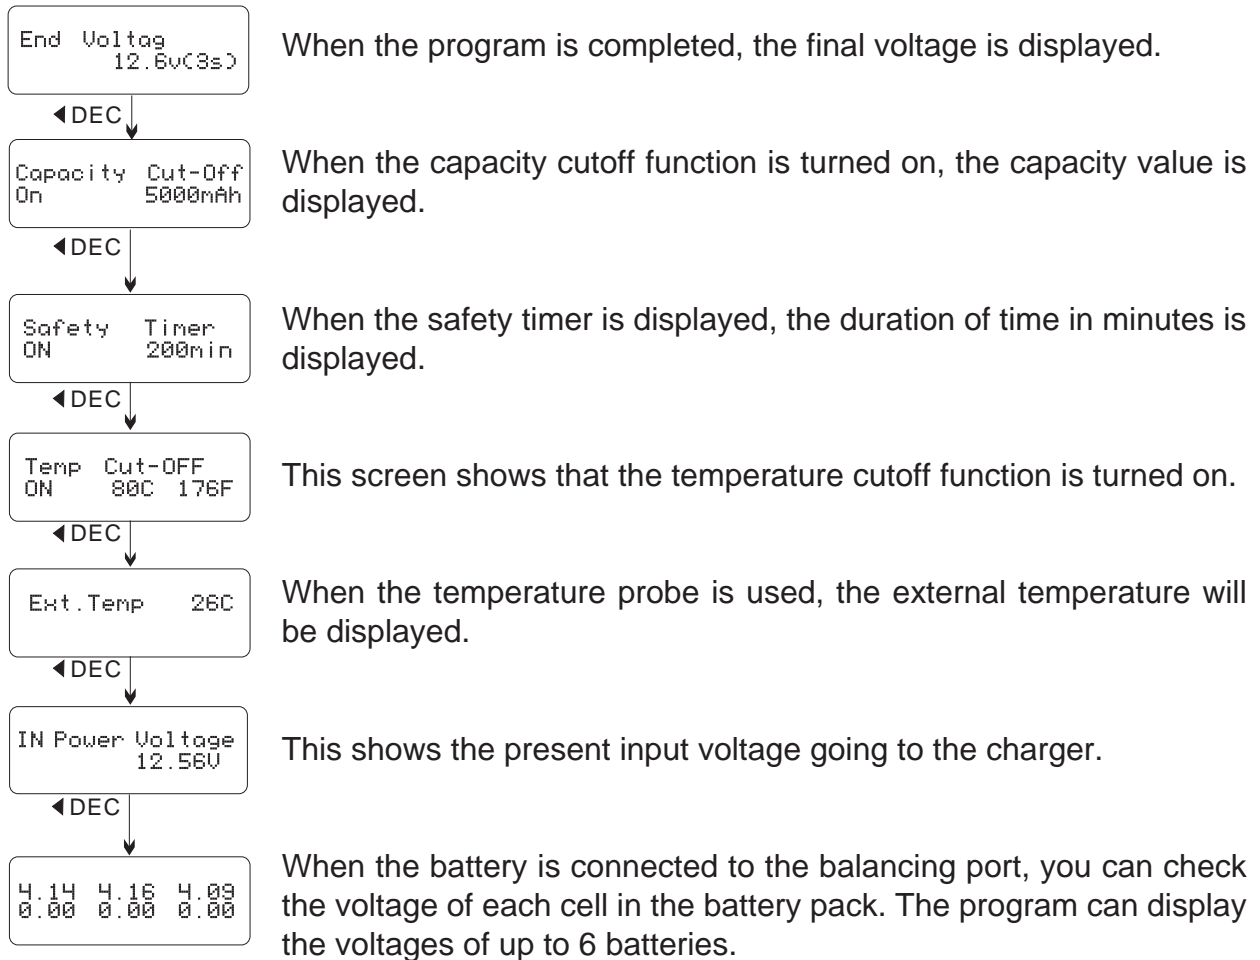 End Voltag
12.6v(3s)
When the program is completed, the final voltage is displayed.
◀DEC
Capacity Cut-Off
On 5000mAh
When the capacity cutoff function is turned on, the capacity value is
displayed.
◀DEC
Safety Timer
ON 200min
When the safety timer is displayed, the duration of time in minutes is
displayed.
◀DEC
Temp Cut-OFF
ON 80C 176F
This screen shows that the temperature cutoff function is turned on.
◀DEC
Ext.Temp 26C
When the temperature probe is used, the external temperature will
be displayed.
◀DEC
IN Power Voltage
12.56V
This shows the present input voltage going to the charger.
◀DEC
4.14 4.16 4.09
0.00 0.00 0.00
When the battery is connected to the balancing port, you can check
the voltage of each cell in the battery pack. The program can display
the voltages of up to 6 batteries.